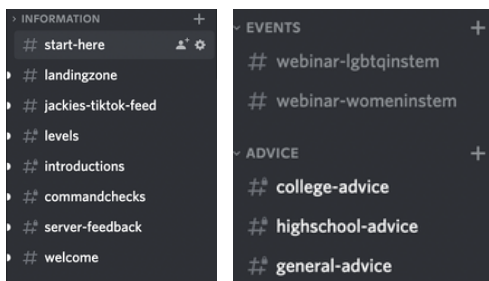 INFORMATION
start-here
landingzone
jackies-tiktok-feed
levels
introductions
commandchecks
server-feedback
welcome
EVENTS
webinar-lgbtqinstem
webinar-womeninstem
ADVICE
college-advice
highschool-advice
general-advice